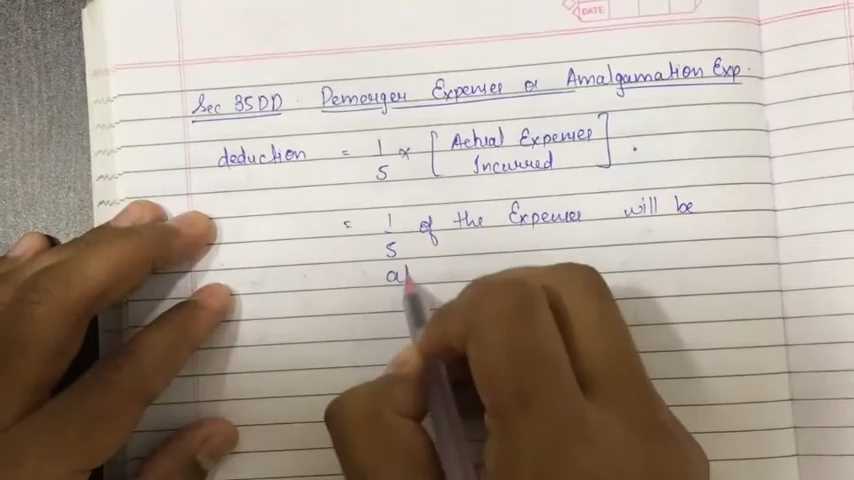 DATE
Sec 35DD Demerger Expenses or Amalgamation Exp.
deduction = 1/5 × [Actual Expenses Incurred].
= 1/5 of the Expenses will be
al